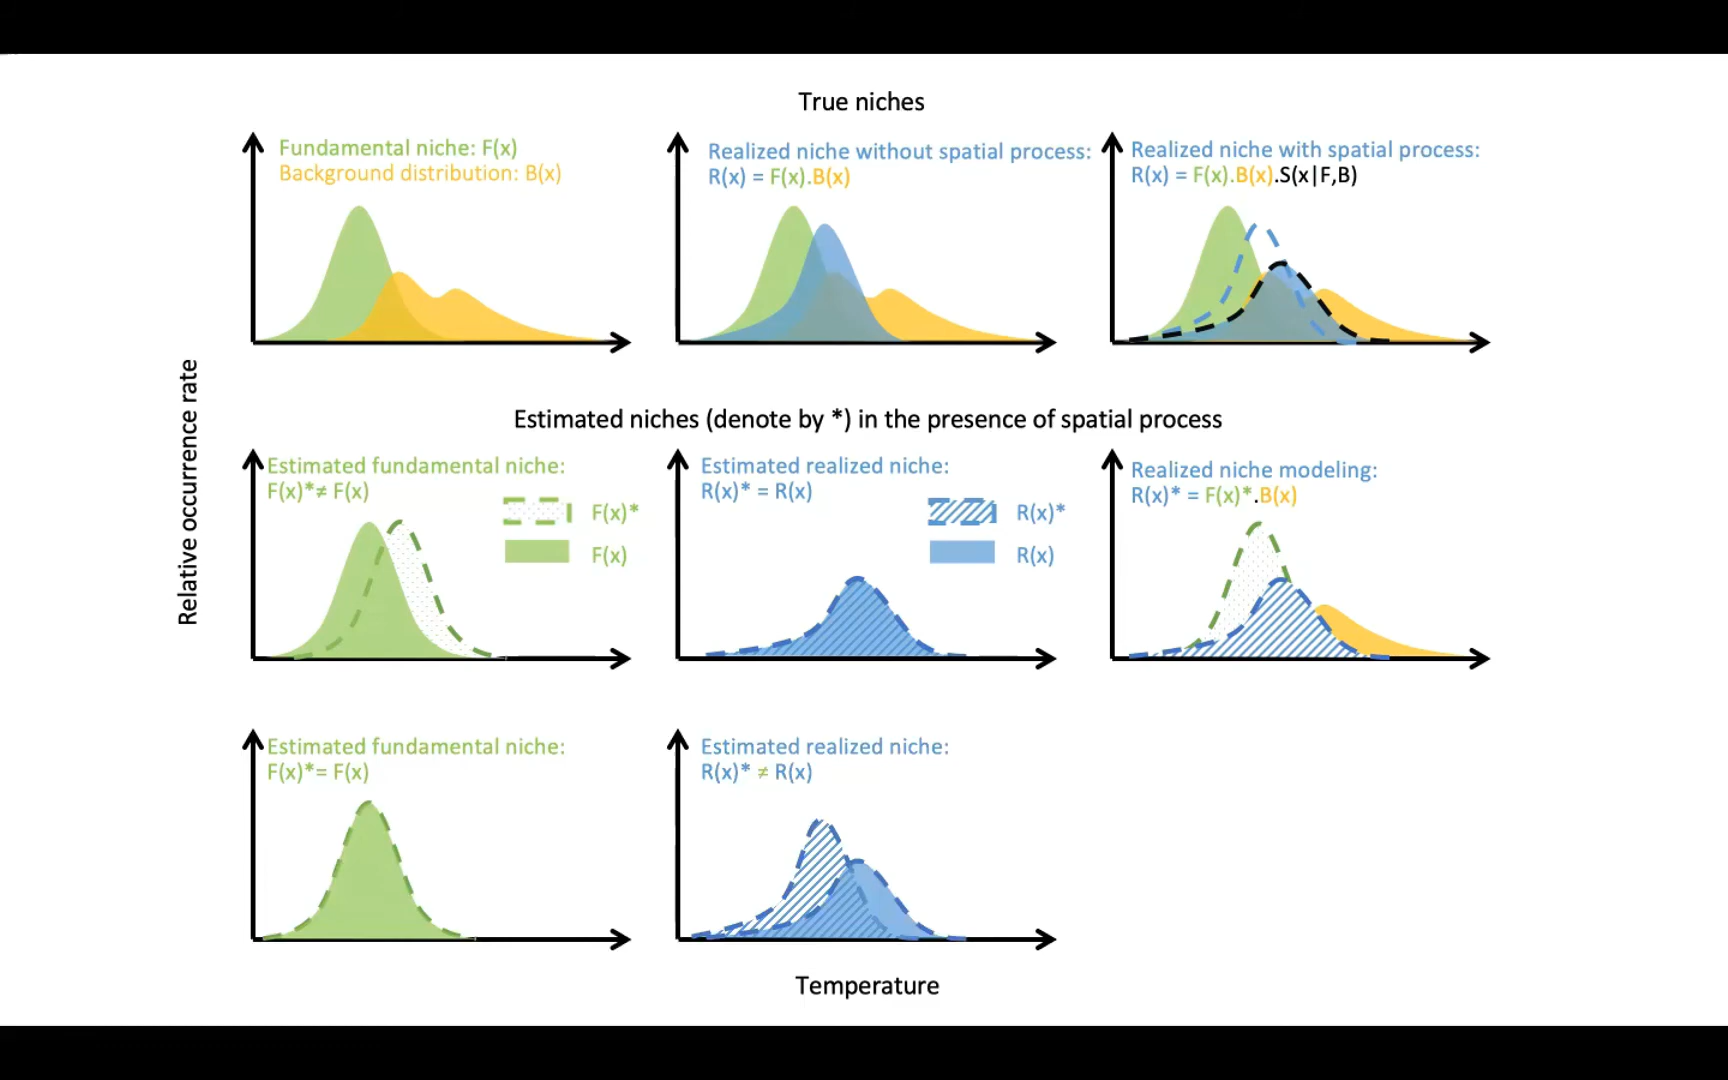 True niches
Fundamental niche: F(x)
Background distribution: B(x)
Realized niche without spatial process:
R(x) = F(x).B(x)
Realized niche with spatial process:
R(x) = F(x).B(x).S(x|F,B)
Relative occurrence rate
Estimated niches (denote by *) in the presence of spatial process
Estimated fundamental niche:
F(x)*≠ F(x)
F(x)*
F(x)
Estimated realized niche:
R(x)* = R(x)
R(x)*
R(x)
Realized niche modeling:
R(x)* = F(x)*.B(x)
Estimated fundamental niche:
F(x)*= F(x)
Estimated realized niche:
R(x)* ≠ R(x)
Temperature